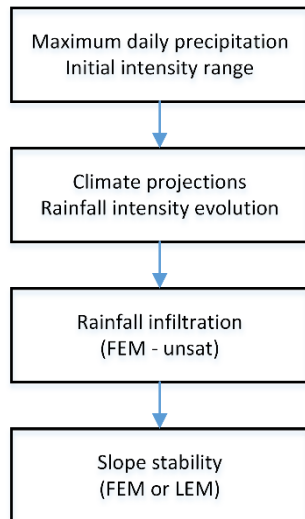 Maximum daily precipitation
Initial intensity range
Climate projections
Rainfall intensity evolution
Rainfall infiltration
(FEM - unsat)
Slope stability
(FEM or LEM)